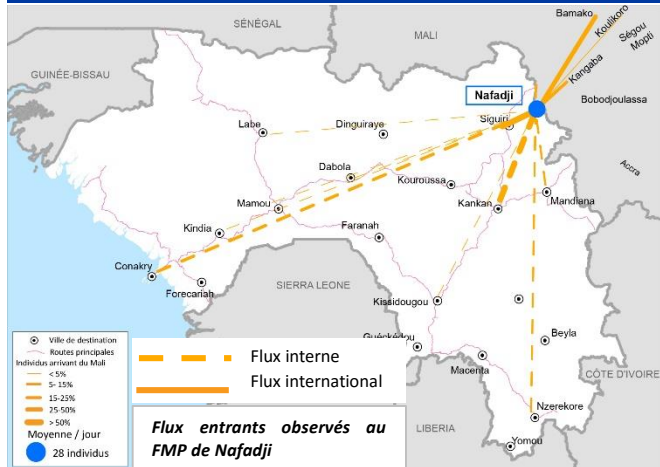 SÉNÉGAL
MALI
Bamako
Koulikoro
Ségou
Mopti
Kangaba
GUINÉE-BISSAU
Bobodjoulassa
Nafadji
Siguiri
Labe
Dinguiraye
Accra
Dabola
Kouroussa
Mandiana
Mamou
Kankan
Kindia
Faranah
Conakry
Forecariah
SIERRA LEONE
Kissidougou
Guéckédou
Beyla
Macenta
CÔTE D'IVOIRE
Nzerekore
LIBERIA
Yomou
Ville de destination
Routes principales
Individus arrivant du Mali
< 5%
5- 15%
15-25%
25-50%
> 50%
Moyenne / jour
28 individus
Flux interne
Flux international
Flux entrants observés au
FMP de Nafadji